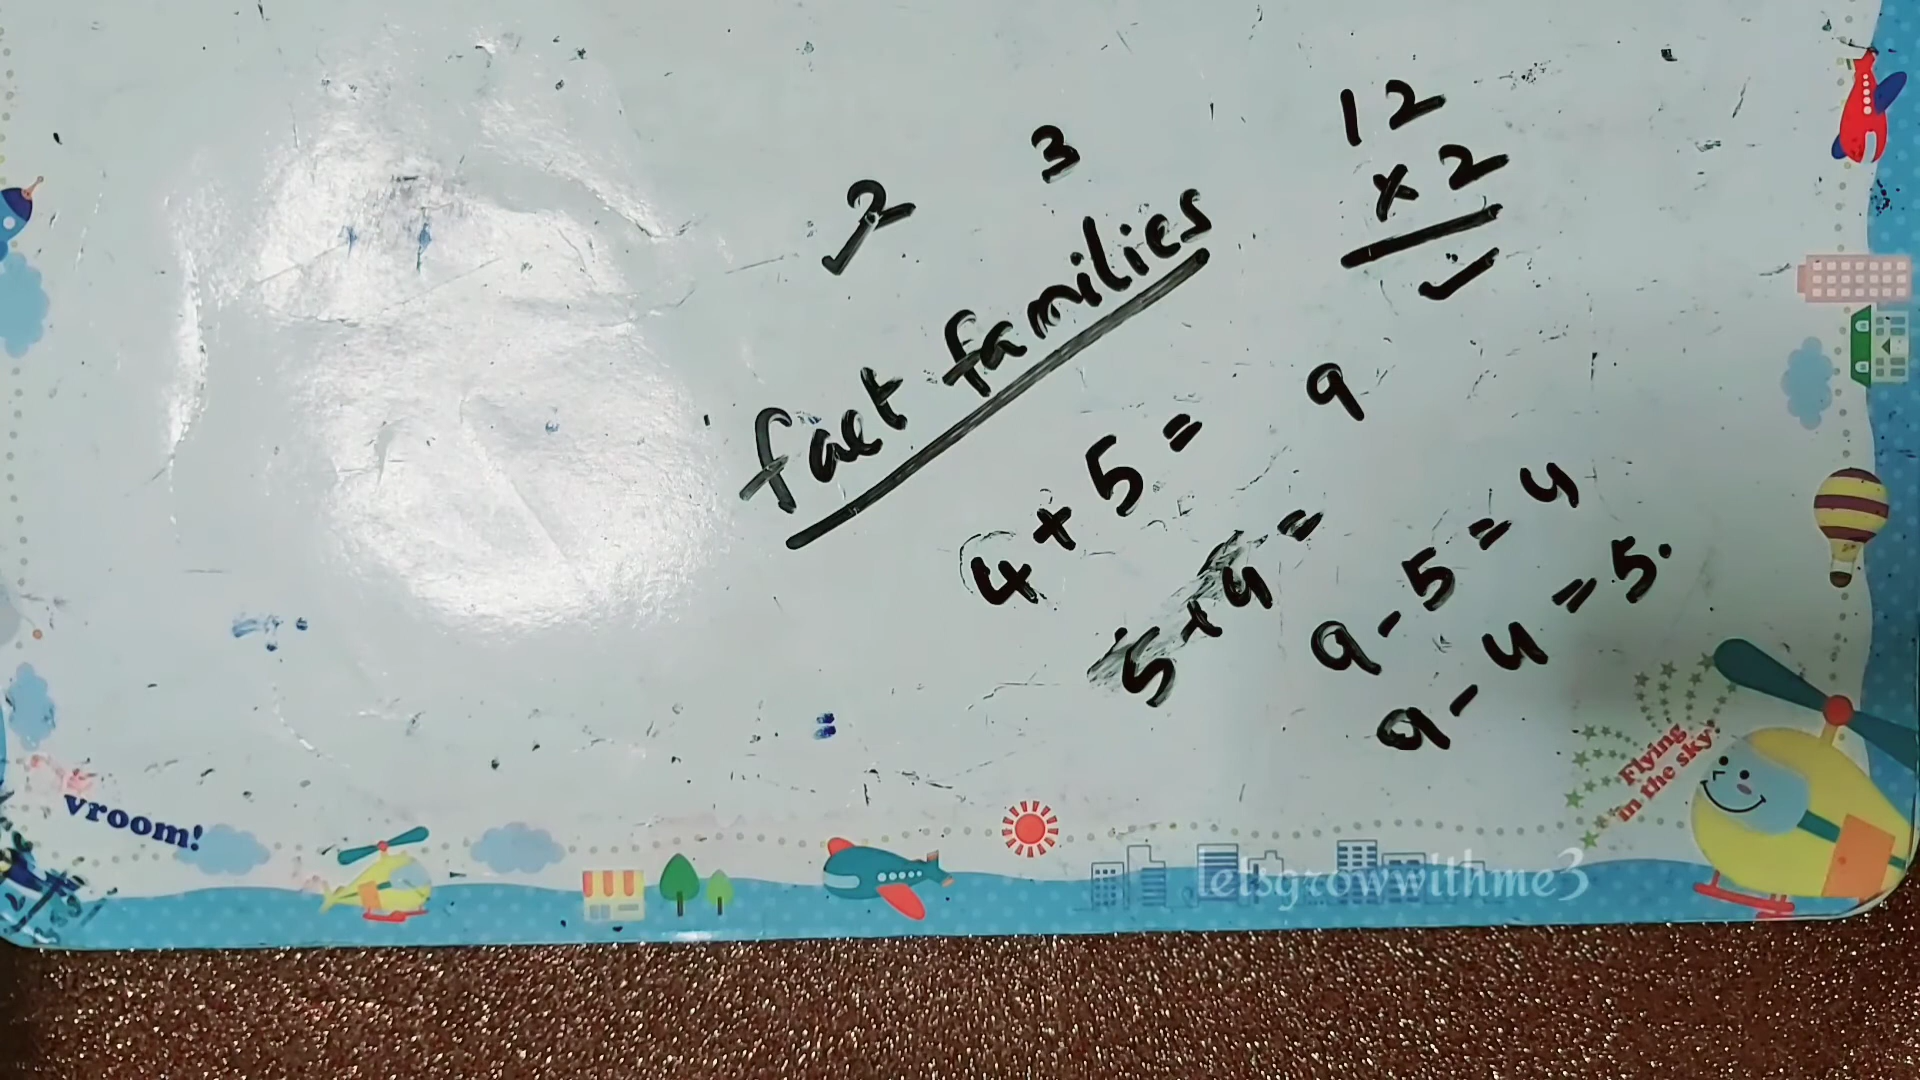 2 3
12
× 2
fact families
4 + 5 = 9
5 + 4 =
9 - 5 = 4
9 - 4 = 5.
Flying
in the sky!
vroom!
letsgrowwithme3